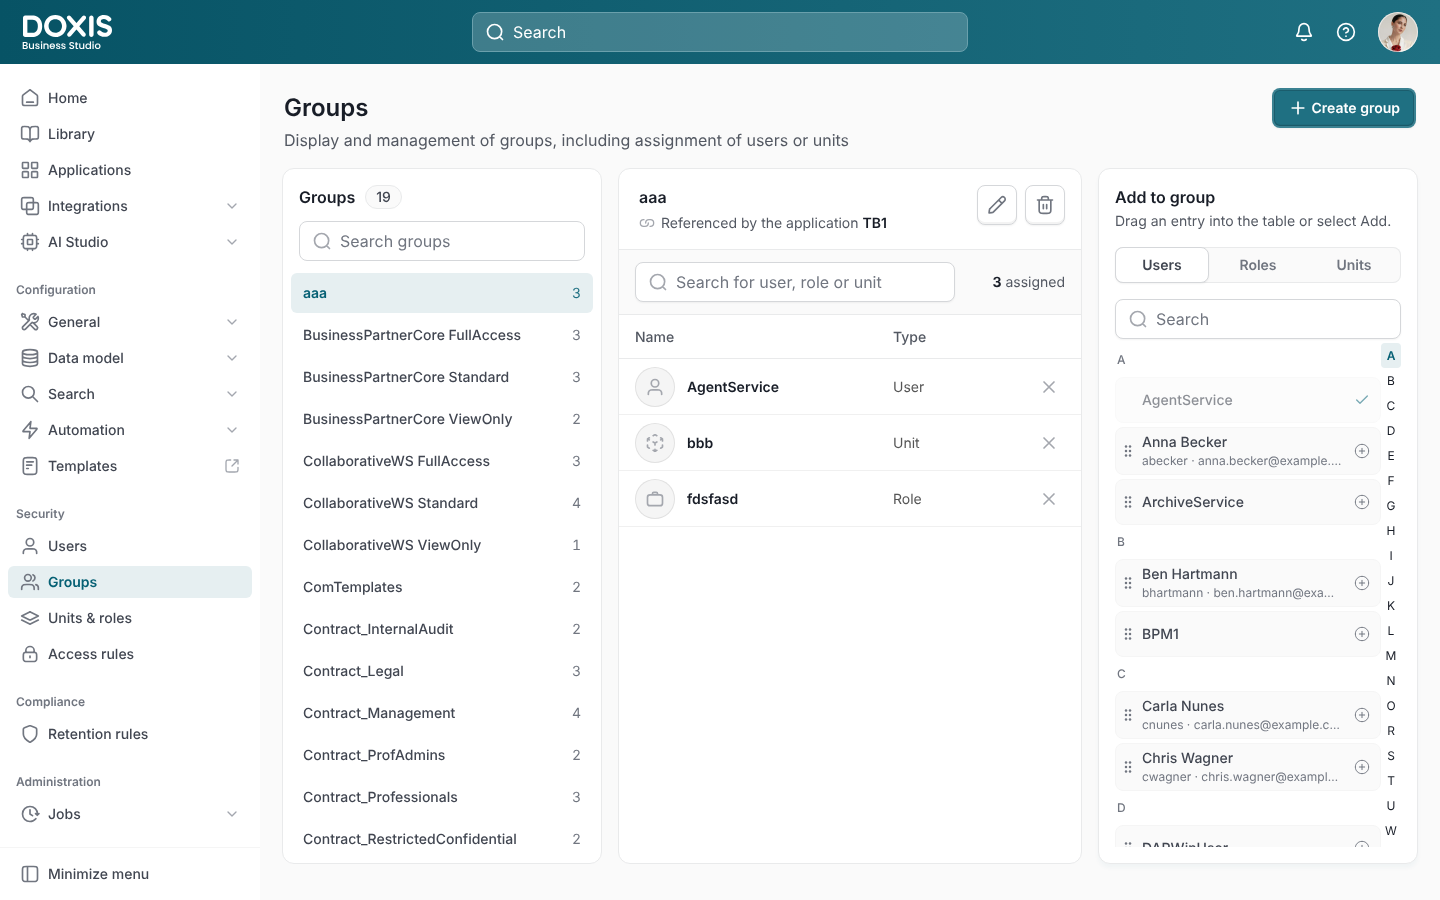 DOXIS
Business Studio
Search
Home
Library
Applications
Integrations
AI Studio
Configuration
General
Data model
Search
Automation
Templates
Security
Users
Groups
Units & roles
Access rules
Compliance
Retention rules
Administration
Jobs
Minimize menu
Groups
Display and management of groups, including assignment of users or units
Create group
Groups 19
Search groups
aaa 3
BusinessPartnerCore FullAccess 3
BusinessPartnerCore Standard 3
BusinessPartnerCore ViewOnly 2
CollaborativeWS FullAccess 3
CollaborativeWS Standard 4
CollaborativeWS ViewOnly 1
ComTemplates 2
Contract_InternalAudit 2
Contract_Legal 3
Contract_Management 4
Contract_ProfAdmins 2
Contract_Professionals 3
Contract_RestrictedConfidential 2
aaa
Referenced by the application TB1
Search for user, role or unit
3 assigned
Name Type
AgentService User
bbb Unit
fdsfasd Role
Add to group
Drag an entry into the table or select Add.
Users Roles Units
Search
A
AgentService
Anna Becker
abecker · anna.becker@example....
ArchiveService
B
Ben Hartmann
bhartmann · ben.hartmann@exa...
BPM1
C
Carla Nunes
cnunes · carla.nunes@example.c...
Chris Wagner
cwagner · chris.wagner@exampl...
D
A
B
C
D
E
F
G
H
I
J
K
L
M
N
O
R
S
T
U
W